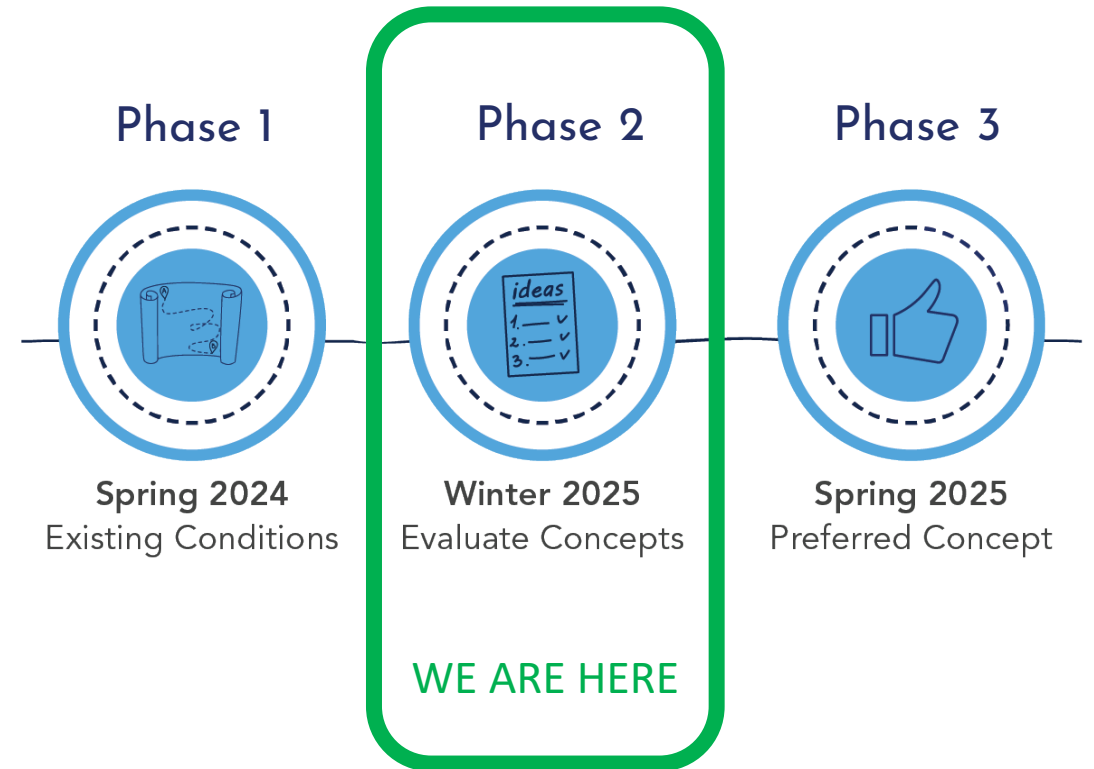 Phase 1
Phase 2
Phase 3
ideas
1.
2.
3.
Spring 2024
Existing Conditions
Winter 2025
Evaluate Concepts
Spring 2025
Preferred Concept
WE ARE HERE